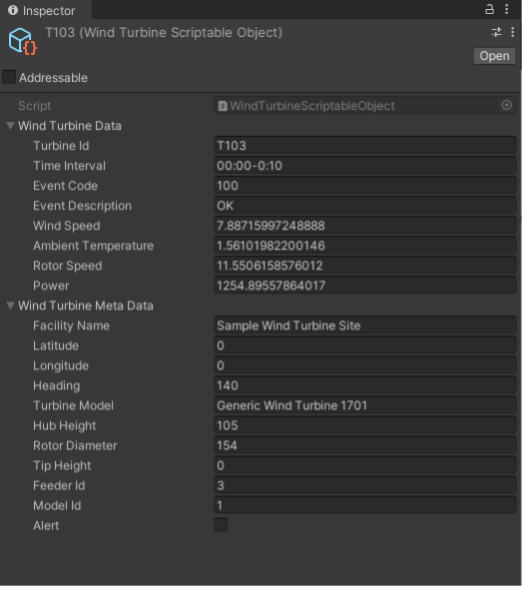 Inspector
T103 (Wind Turbine Scriptable Object)
Open
Addressable
Script WindTurbineScriptableObject
Wind Turbine Data
Turbine Id T103
Time Interval 00:00-0:10
Event Code 100
Event Description OK
Wind Speed 7.88715997248888
Ambient Temperature 1.56101982200146
Rotor Speed 11.5506158576012
Power 1254.89557864017
Wind Turbine Meta Data
Facility Name Sample Wind Turbine Site
Latitude 0
Longitude 0
Heading 140
Turbine Model Generic Wind Turbine 1701
Hub Height 105
Rotor Diameter 154
Tip Height 0
Feeder Id 3
Model Id 1
Alert